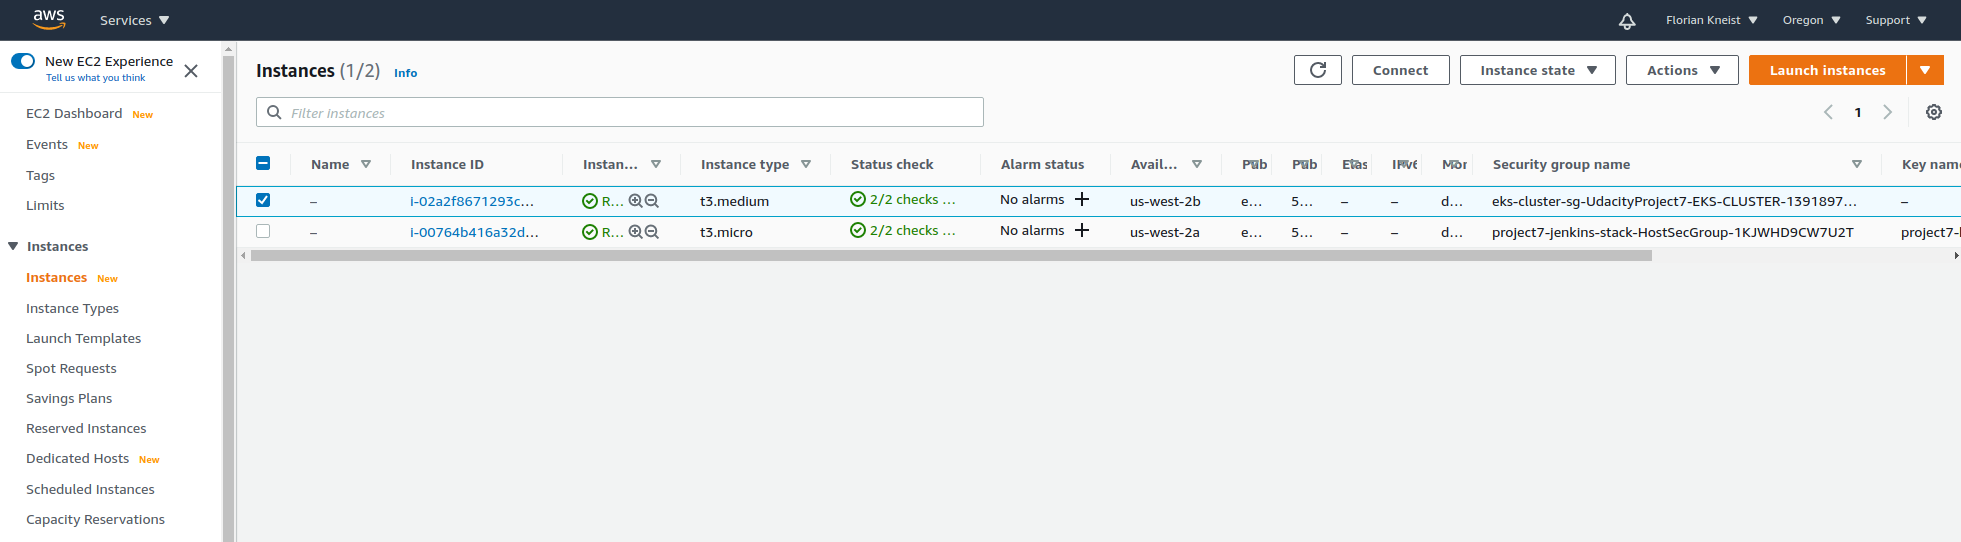 aws Services Florian Kneist Oregon Support
New EC2 Experience
Tell us what you think
EC2 Dashboard New
Events New
Tags
Limits
Instances
Instances New
Instance Types
Launch Templates
Spot Requests
Savings Plans
Reserved Instances
Dedicated Hosts New
Scheduled Instances
Capacity Reservations
Instances (1/2) Info Connect Instance state Actions Launch instances
Filter instances 1
Name Instance ID Instan... Instance type Status check Alarm status Avail... Pub Pub Elas IPv6 Mor Security group name Key name
– i-02a2f8671293c... R... t3.medium 2/2 checks ... No alarms + us-west-2b e... 5... – – d... eks-cluster-sg-UdacityProject7-EKS-CLUSTER-1391897... –
– i-00764b416a32d... R... t3.micro 2/2 checks ... No alarms + us-west-2a e... 5... – – d... project7-jenkins-stack-HostSecGroup-1KJWHD9CW7U2T project7-